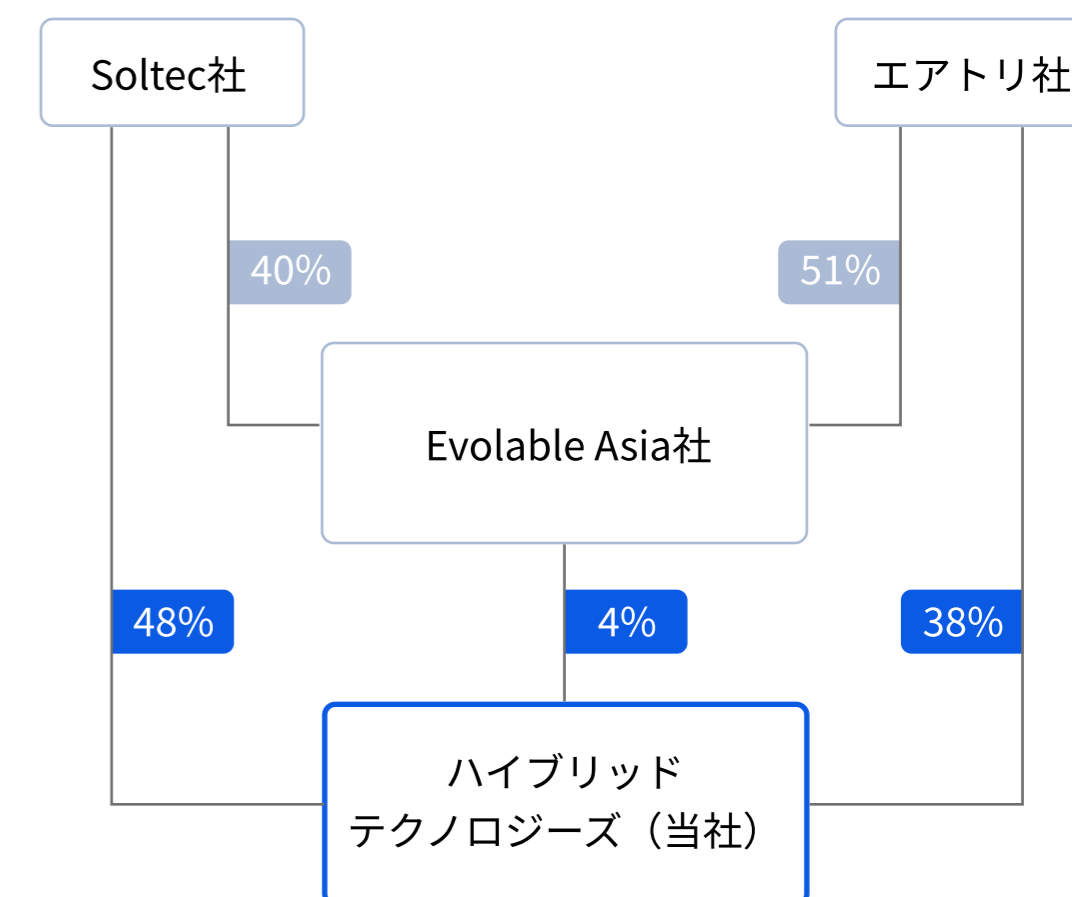 Soltec社
エアトリ社
40%
51%
Evolable Asia社
48%
4%
38%
ハイブリッド
テクノロジーズ（当社）